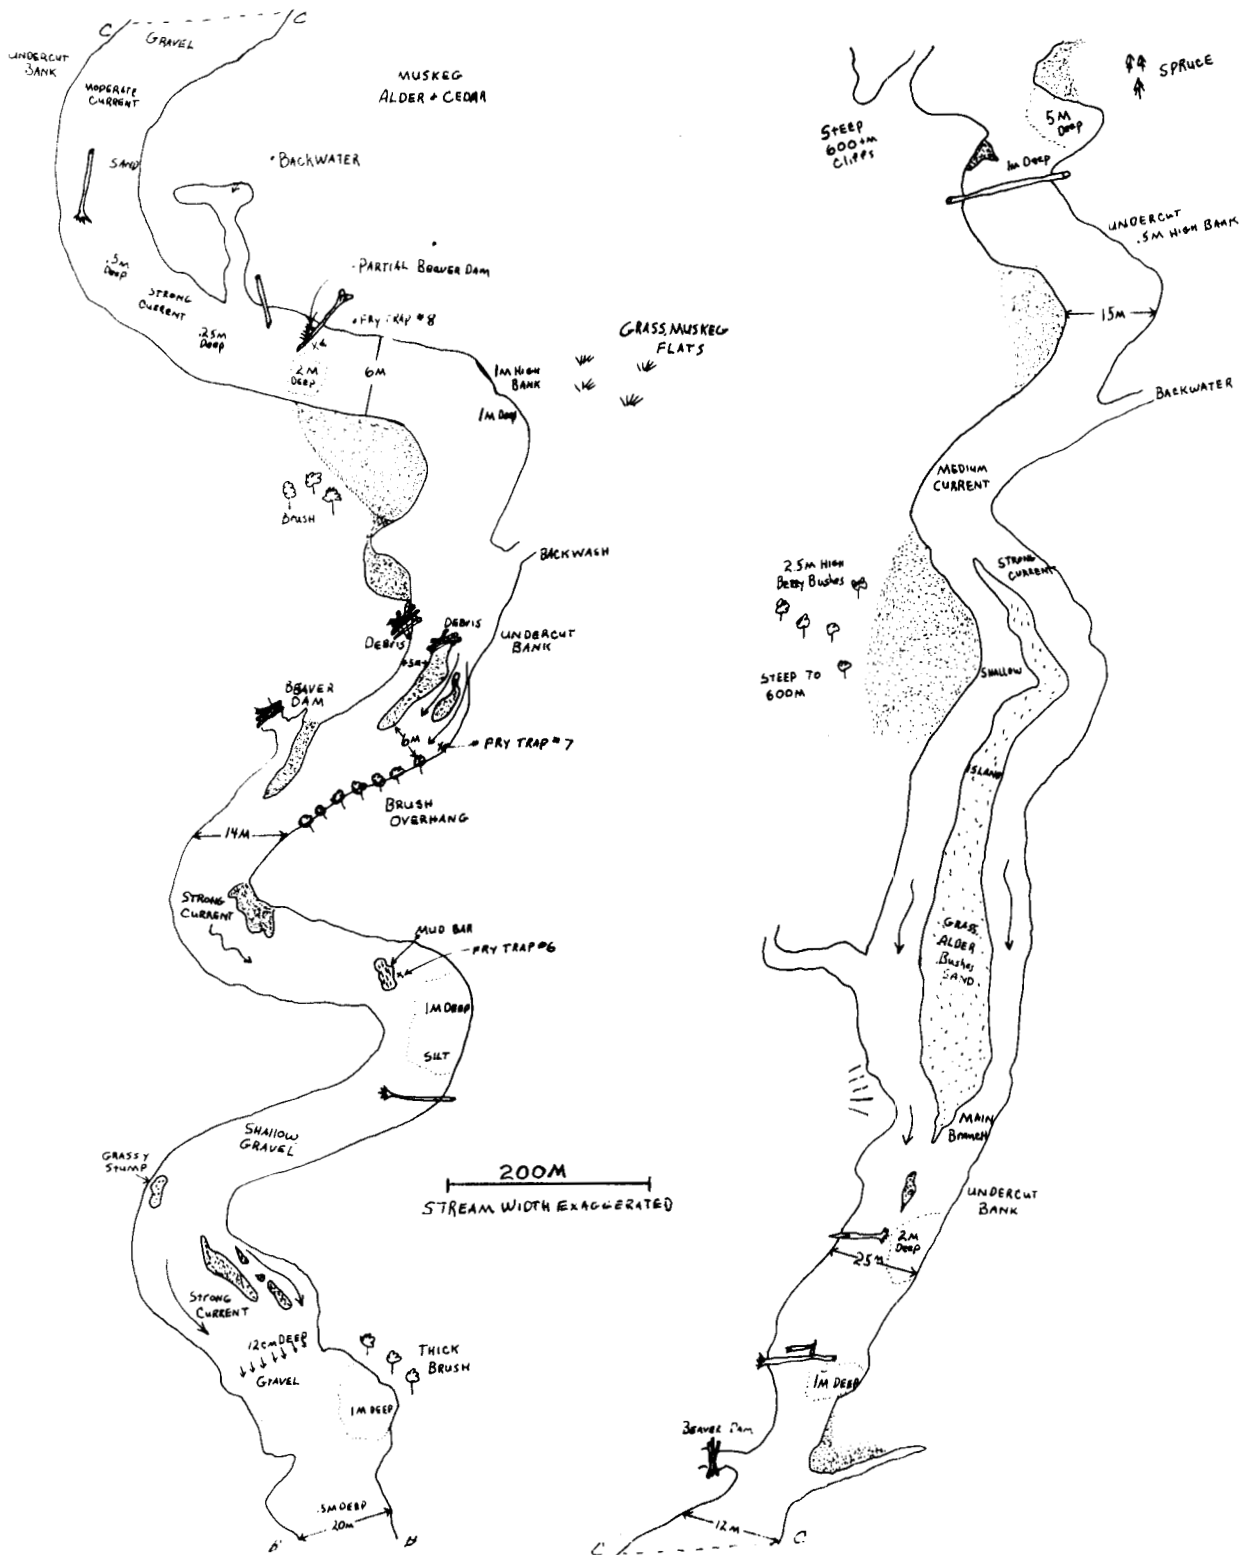 C
C
GRAVEL
UNDERCUT
BANK
MODERATE
CURRENT
MUSKEG
ALDER + CEDAR
SAND
BACKWATER
.5M
DEEP
STRONG
CURRENT
.25M
DEEP
PARTIAL BEAVER DAM
FRY TRAP #8
2M
DEEP
6M
1M HIGH
BANK
1M DEEP
GRASS, MUSKEG
FLATS
BRUSH
BACKWASH
DEBRIS
DEBRIS
UNDERCUT
BANK
BEAVER
DAM
6M
FRY TRAP #7
BRUSH
OVERHANG
14M
STRONG
CURRENT
MUD BAR
FRY TRAP #6
1M DEEP
SILT
SHALLOW
GRAVEL
GRASSY
STUMP
200M
STREAM WIDTH EXAGGERATED
STRONG
CURRENT
12CM DEEP
GRAVEL
THICK
BRUSH
1M DEEP
.5M DEEP
20M
SPRUCE
STEEP
600+M
CLIFFS
5M
DEEP
1M DEEP
UNDERCUT
.5M HIGH BANK
15M
BACKWATER
MEDIUM
CURRENT
STRONG
CURRENT
2.5M HIGH
Berry Bushes
STEEP TO
600M
SHALLOW
ISLAND
GRASS,
ALDER
Bushes
SAND
MAIN
BRANCH
UNDERCUT
BANK
2M
DEEP
25M
1M DEEP
BEAVER DAM
12M
C
C